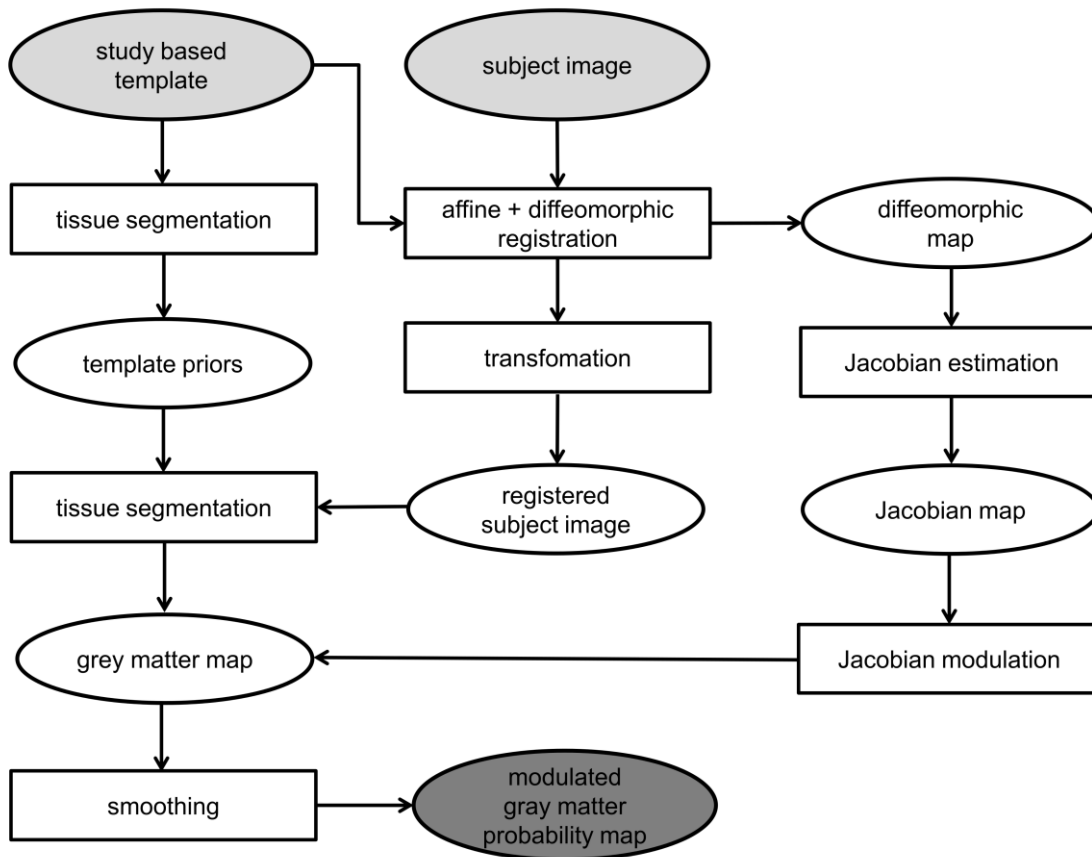 study based
template
subject image
tissue segmentation
affine + diffeomorphic
registration
diffeomorphic
map
template priors
transfomation
Jacobian estimation
tissue segmentation
registered
subject image
Jacobian map
grey matter map
Jacobian modulation
smoothing
modulated
gray matter
probability map